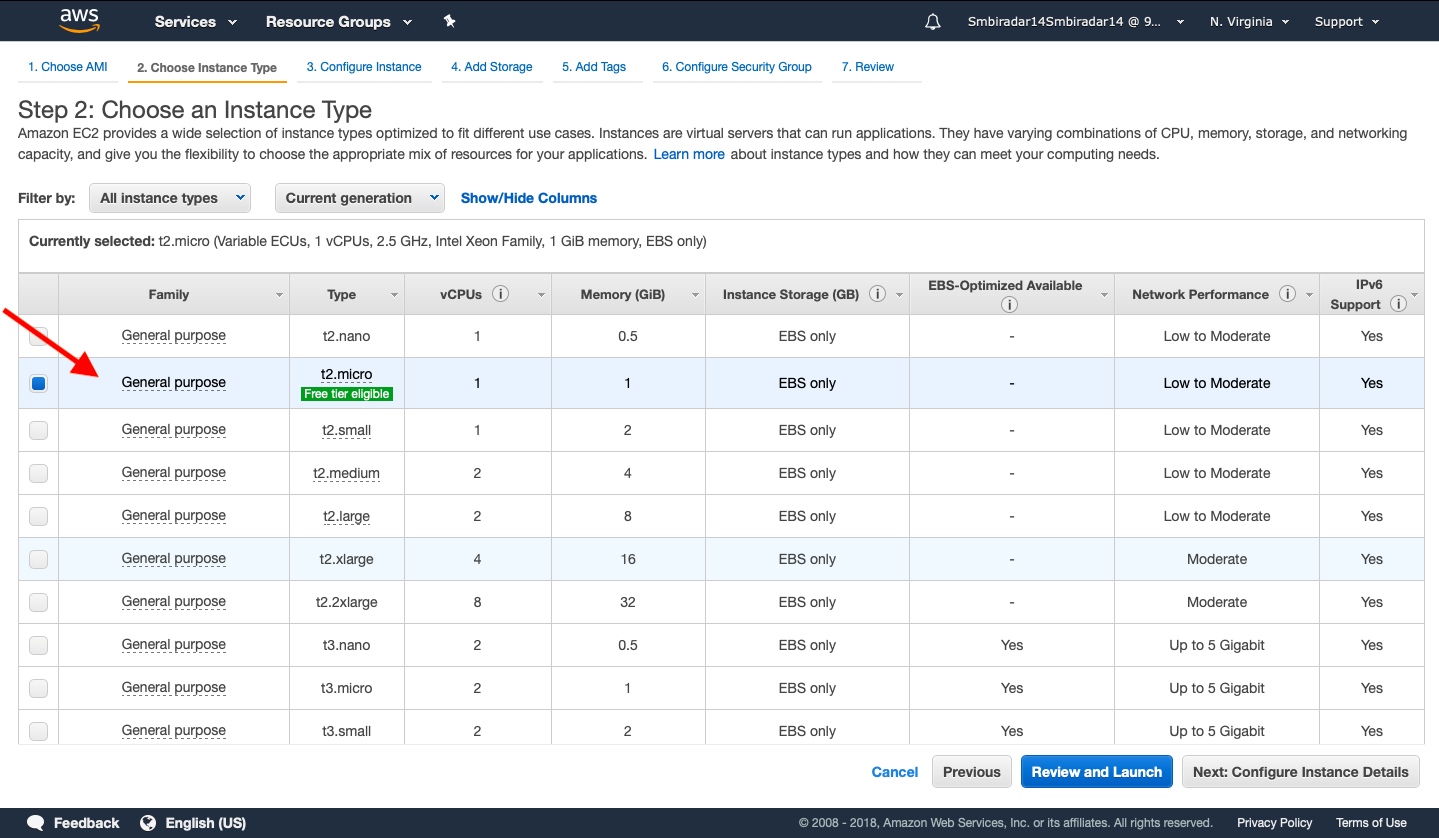 aws Services Resource Groups Smbiradar14Smbiradar14 @ 9... N. Virginia Support
1. Choose AMI 2. Choose Instance Type 3. Configure Instance 4. Add Storage 5. Add Tags 6. Configure Security Group 7. Review
Step 2: Choose an Instance Type
Amazon EC2 provides a wide selection of instance types optimized to fit different use cases. Instances are virtual servers that can run applications. They have varying combinations of CPU, memory, storage, and networking
capacity, and give you the flexibility to choose the appropriate mix of resources for your applications. Learn more about instance types and how they can meet your computing needs.
Filter by: All instance types Current generation Show/Hide Columns
Currently selected: t2.micro (Variable ECUs, 1 vCPUs, 2.5 GHz, Intel Xeon Family, 1 GiB memory, EBS only)
Family Type vCPUs i Memory (GiB) Instance Storage (GB) i EBS-Optimized Available i Network Performance i IPv6 Support i
General purpose t2.nano 1 0.5 EBS only - Low to Moderate Yes
General purpose t2.micro Free tier eligible 1 1 EBS only - Low to Moderate Yes
General purpose t2.small 1 2 EBS only - Low to Moderate Yes
General purpose t2.medium 2 4 EBS only - Low to Moderate Yes
General purpose t2.large 2 8 EBS only - Low to Moderate Yes
General purpose t2.xlarge 4 16 EBS only - Moderate Yes
General purpose t2.2xlarge 8 32 EBS only - Moderate Yes
General purpose t3.nano 2 0.5 EBS only Yes Up to 5 Gigabit Yes
General purpose t3.micro 2 1 EBS only Yes Up to 5 Gigabit Yes
General purpose t3.small 2 2 EBS only Yes Up to 5 Gigabit Yes
Cancel Previous Review and Launch Next: Configure Instance Details
Feedback English (US) © 2008 - 2018, Amazon Web Services, Inc. or its affiliates. All rights reserved. Privacy Policy Terms of Use